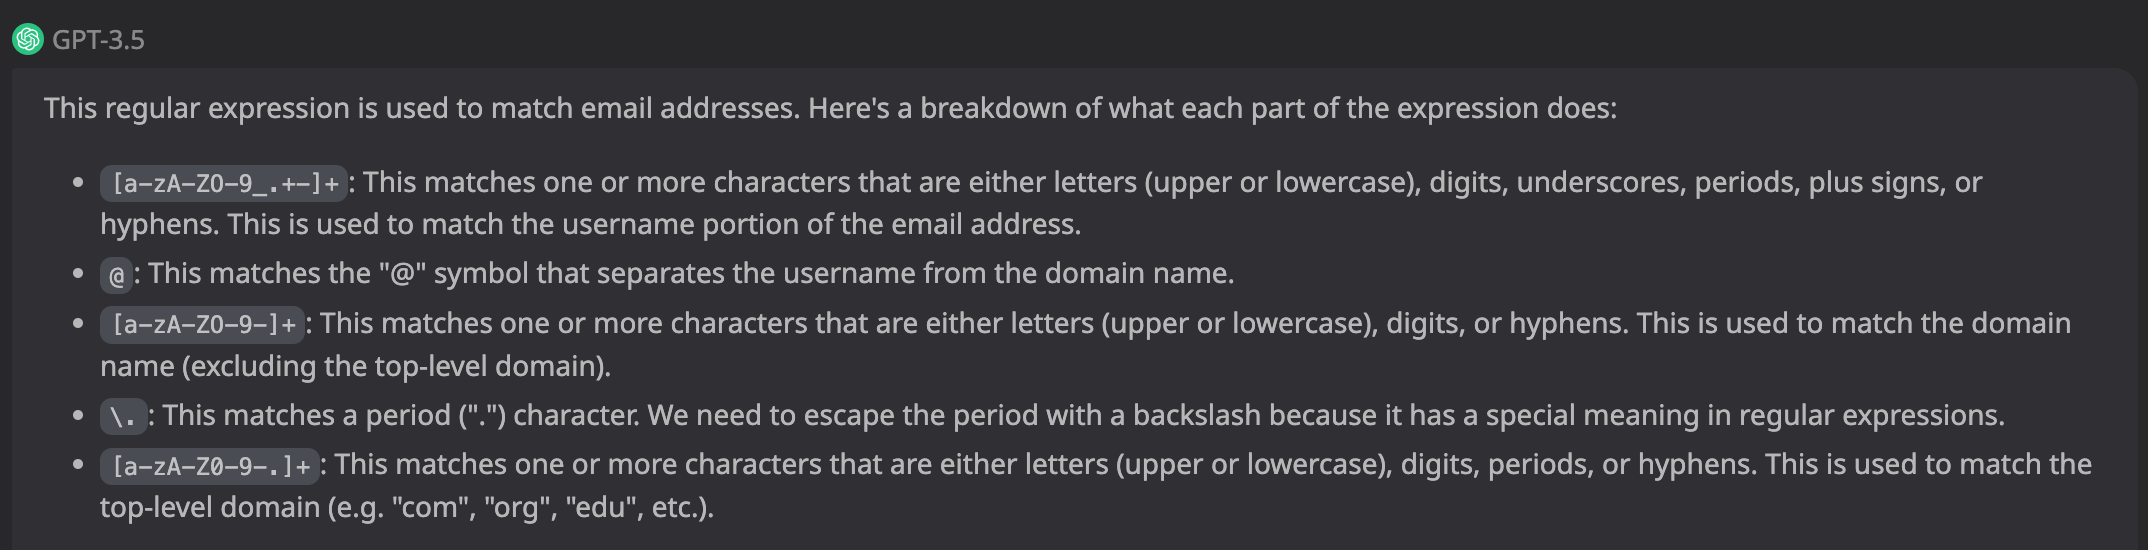 GPT-3.5
This regular expression is used to match email addresses. Here's a breakdown of what each part of the expression does:
• [a-zA-ZO-9_.+-]+: This matches one or more characters that are either letters (upper or lowercase), digits, underscores, periods, plus signs, or
hyphens. This is used to match the username portion of the email address.
• @: This matches the "@" symbol that separates the username from the domain name.
• [a-zA-ZO-9-]+: This matches one or more characters that are either letters (upper or lowercase), digits, or hyphens. This is used to match the domain
name (excluding the top-level domain).
• \.: This matches a period (".") character. We need to escape the period with a backslash because it has a special meaning in regular expressions.
• [a-zA-Z0-9-.]+: This matches one or more characters that are either letters (upper or lowercase), digits, periods, or hyphens. This is used to match the
top-level domain (e.g. "com", "org", "edu", etc.).